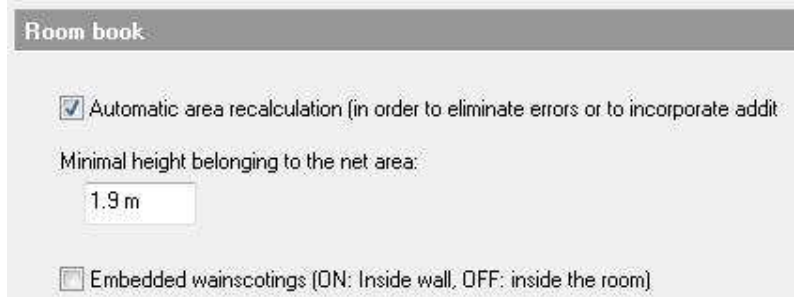 Room book
Automatic area recalculation (in order to eliminate errors or to incorporate addit
Minimal height belonging to the net area:
1.9 m
Embedded wainscotings (ON: Inside wall, OFF: inside the room)